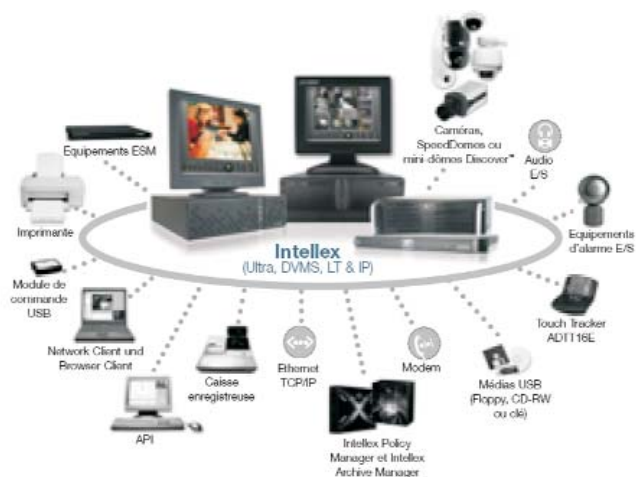 Caméras,
SpeedDomes ou
mini-dômes Discover™
Equipements ESM
Audio
E/S
Imprimante
Equipements
d'alarme E/S
Intellex
(Ultra, DVMS, LT & IP)
Module de
commande
USB
Touch Tracker
ADTT16E
Network Client und
Browser Client
Caisse
enregistreuse
Ethernet
TCP/IP
Modem
Médias USB
(Floppy, CD-RW
ou clé)
API
Intellex Policy
Manager et Intellex
Archive Manager